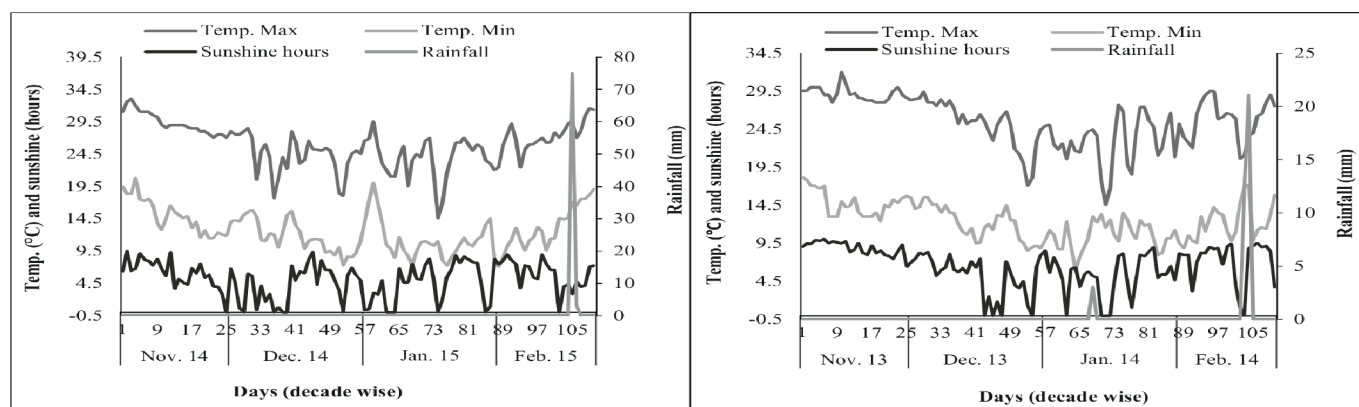 Temp. Max
Temp. Min
Sunshine hours
Rainfall
Temp. (°C) and sunshine (hours)
39.5
34.5
29.5
24.5
19.5
14.5
9.5
4.5
-0.5
80
70
60
50
40
30
20
10
0
Rainfall (mm)
1 9 17 25 33 41 49 57 65 73 81 89 97 105
Nov. 14 Dec. 14 Jan. 15 Feb. 15
Days (decade wise)
Temp. Max
Temp. Min
Sunshine hours
Rainfall
Temp. (℃) and sunshine (hours)
34.5
29.5
24.5
19.5
14.5
9.5
4.5
-0.5
25
20
15
10
5
0
Rainfall (mm)
1 9 17 25 33 41 49 57 65 73 81 89 97 105
Nov. 13 Dec. 13 Jan. 14 Feb. 14
Days (decade wise)